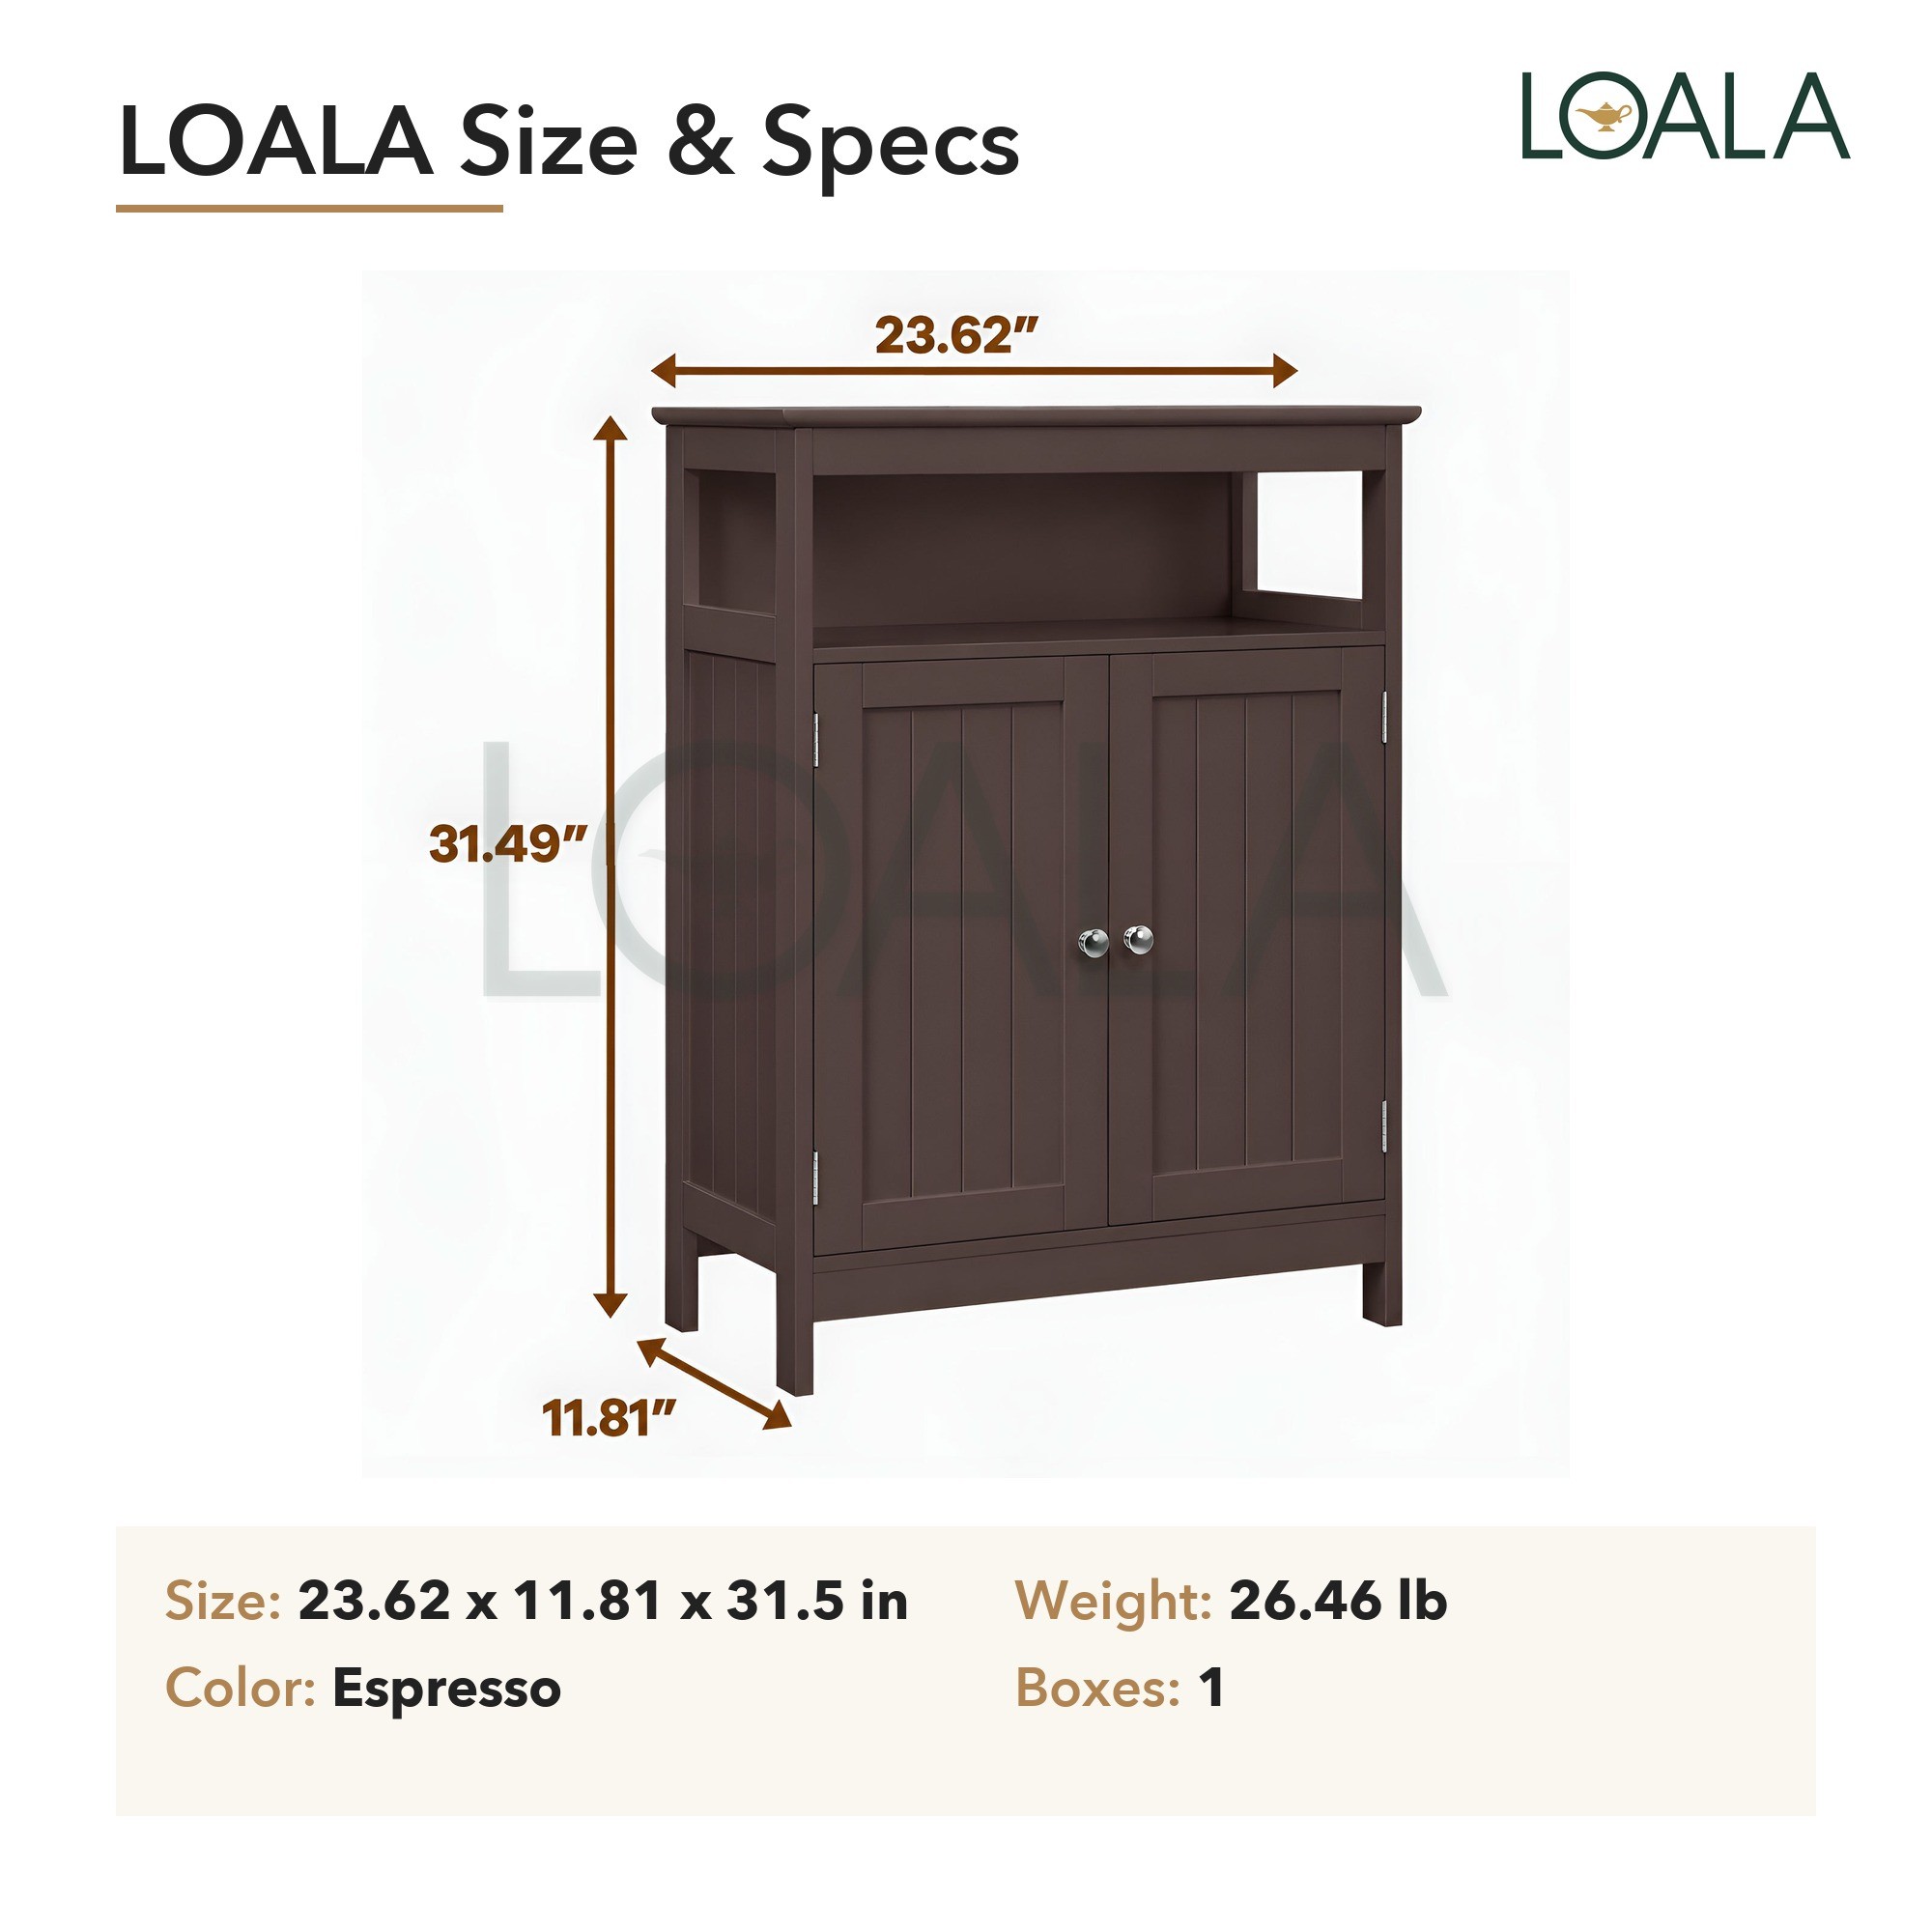 LOALA Size & Specs
LOALA
23.62"
31.49"
LOALA
11.81"
Size: 23.62 x 11.81 x 31.5 in
Weight: 26.46 lb
Color: Espresso
Boxes: 1